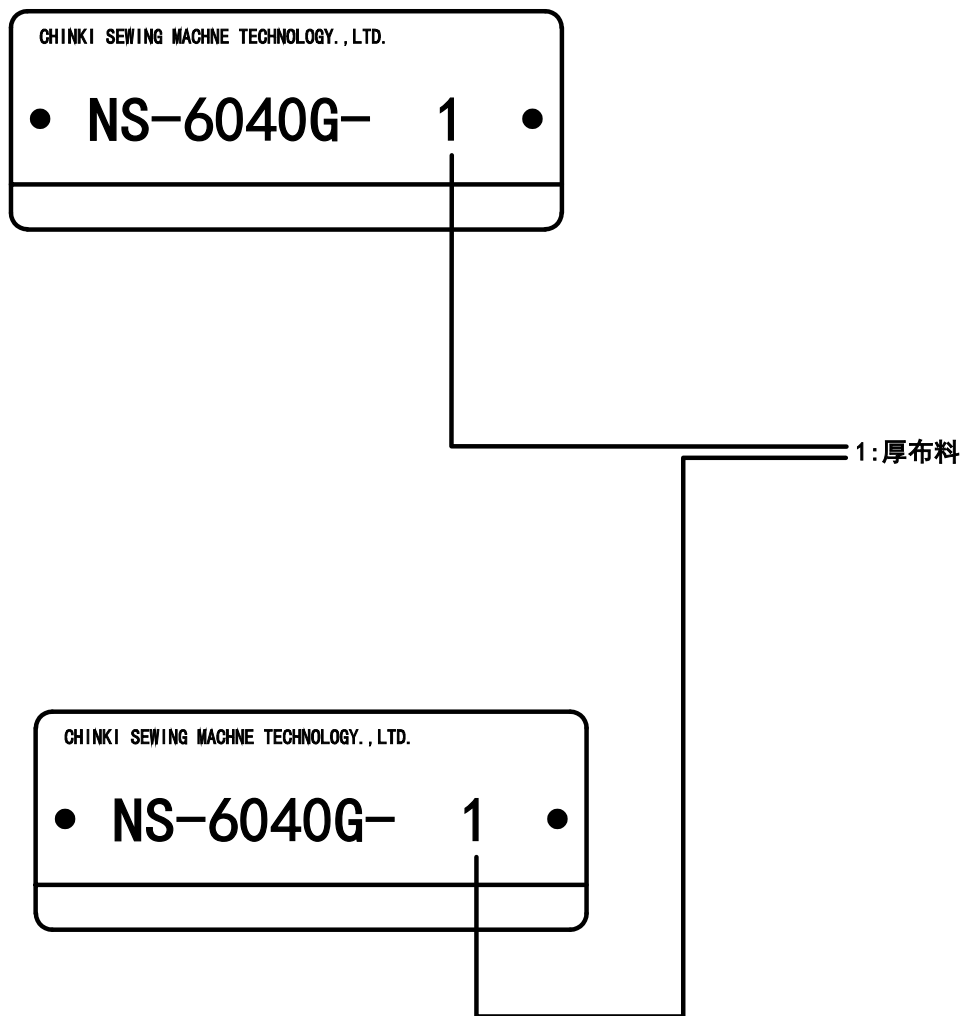 CHINKI SEWING MACHNE TECHNOLOGY.,LTD.
NS-6040G- 1
1:厚布料
CHINKI SEWING MACHNE TECHNOLOGY.,LTD.
NS-6040G- 1